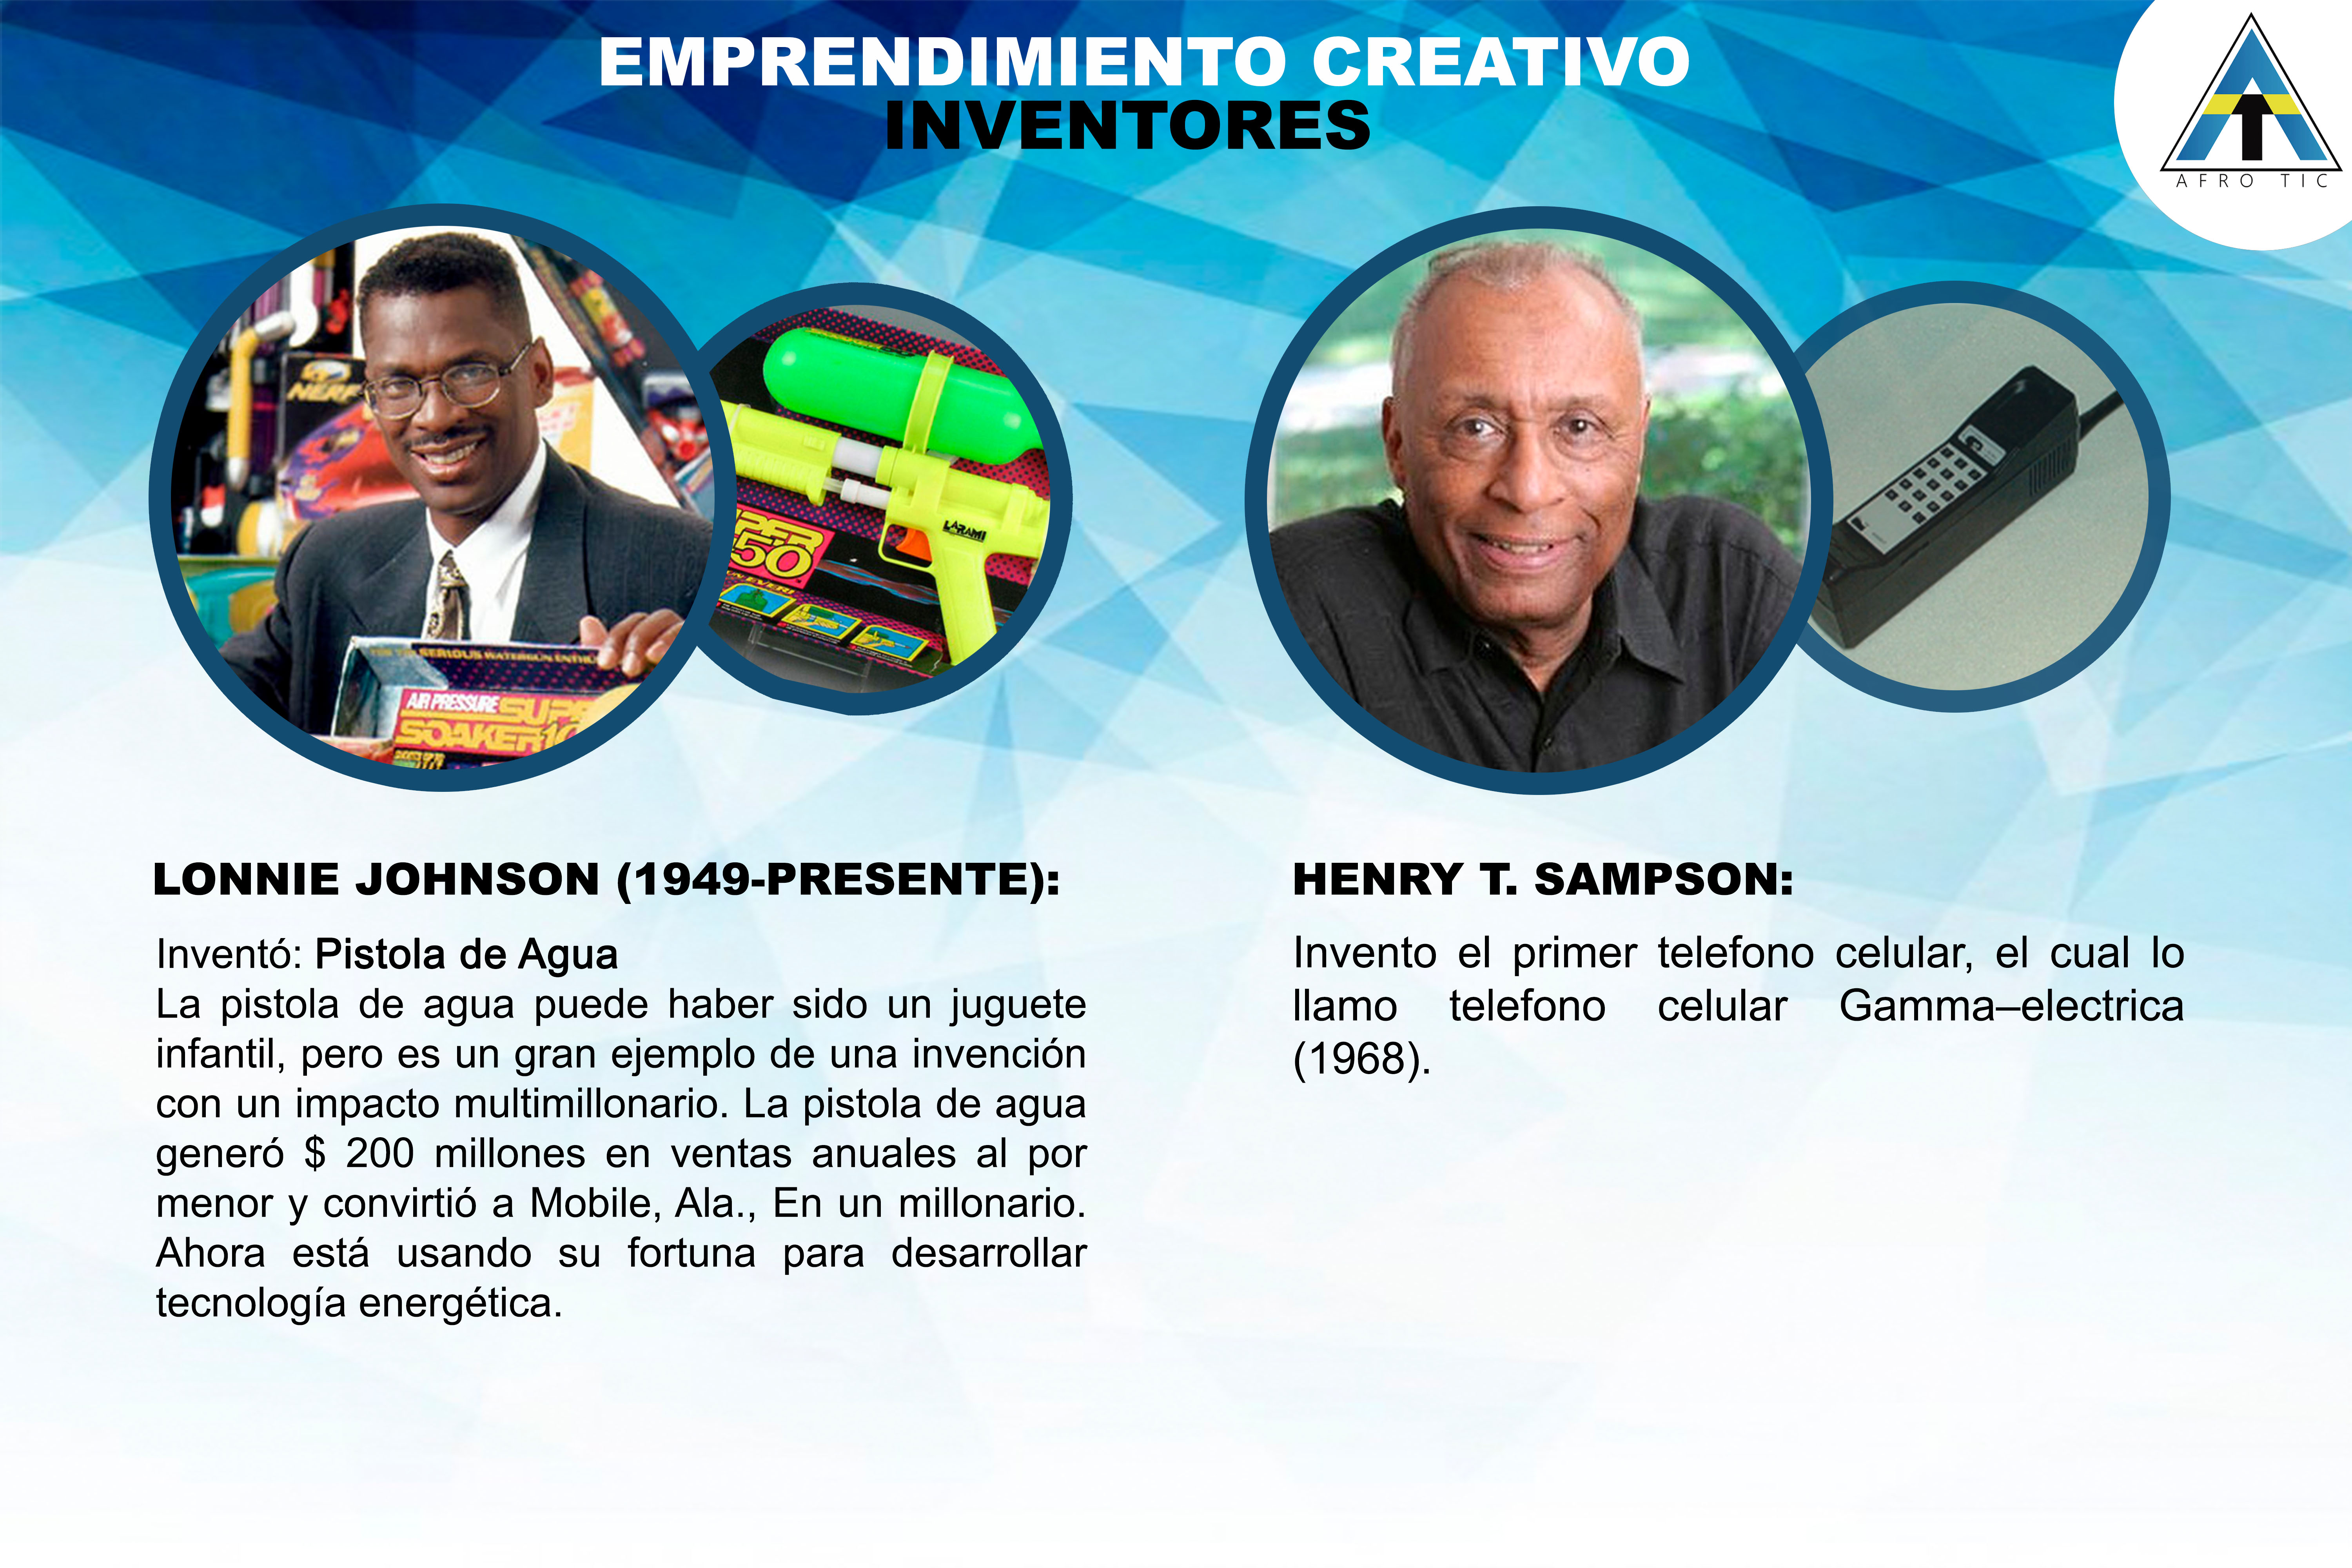 EMPRENDIMIENTO CREATIVO
INVENTORES
AFRO TIC
NERF
SERIOUS WATERGUN
AIR PRESSURE
SOAKER
LARAMI
50
LONNIE JOHNSON (1949-PRESENTE):
Inventó: Pistola de Agua
La pistola de agua puede haber sido un juguete
infantil, pero es un gran ejemplo de una invención
con un impacto multimillonario. La pistola de agua
generó $ 200 millones en ventas anuales al por
menor y convirtió a Mobile, Ala., En un millonario.
Ahora está usando su fortuna para desarrollar
tecnología energética.
HENRY T. SAMPSON:
Invento el primer telefono celular, el cual lo
llamo telefono celular Gamma–electrica
(1968).